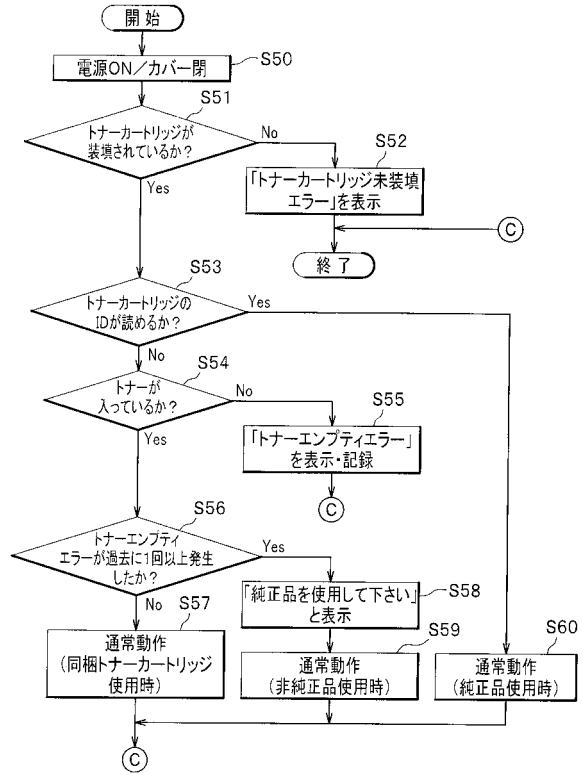 開始
電源ON/カバー閉
S50
S51
トナーカートリッジが
装填されているか?
No
Yes
S52
「トナーカートリッジ未装填
エラー」を表示
C
終了
S53
トナーカートリッジの
IDが読めるか?
Yes
No
S54
トナーが
入っているか?
No
Yes
S55
「トナーエンプティエラー」
を表示・記録
C
S56
トナーエンプティ
エラーが過去に1回以上発生
したか?
Yes
No
S58
「純正品を使用して下さい」
と表示
S57
通常動作
(同梱トナーカートリッジ
使用時)
S59
通常動作
(非純正品使用時)
S60
通常動作
(純正品使用時)
C